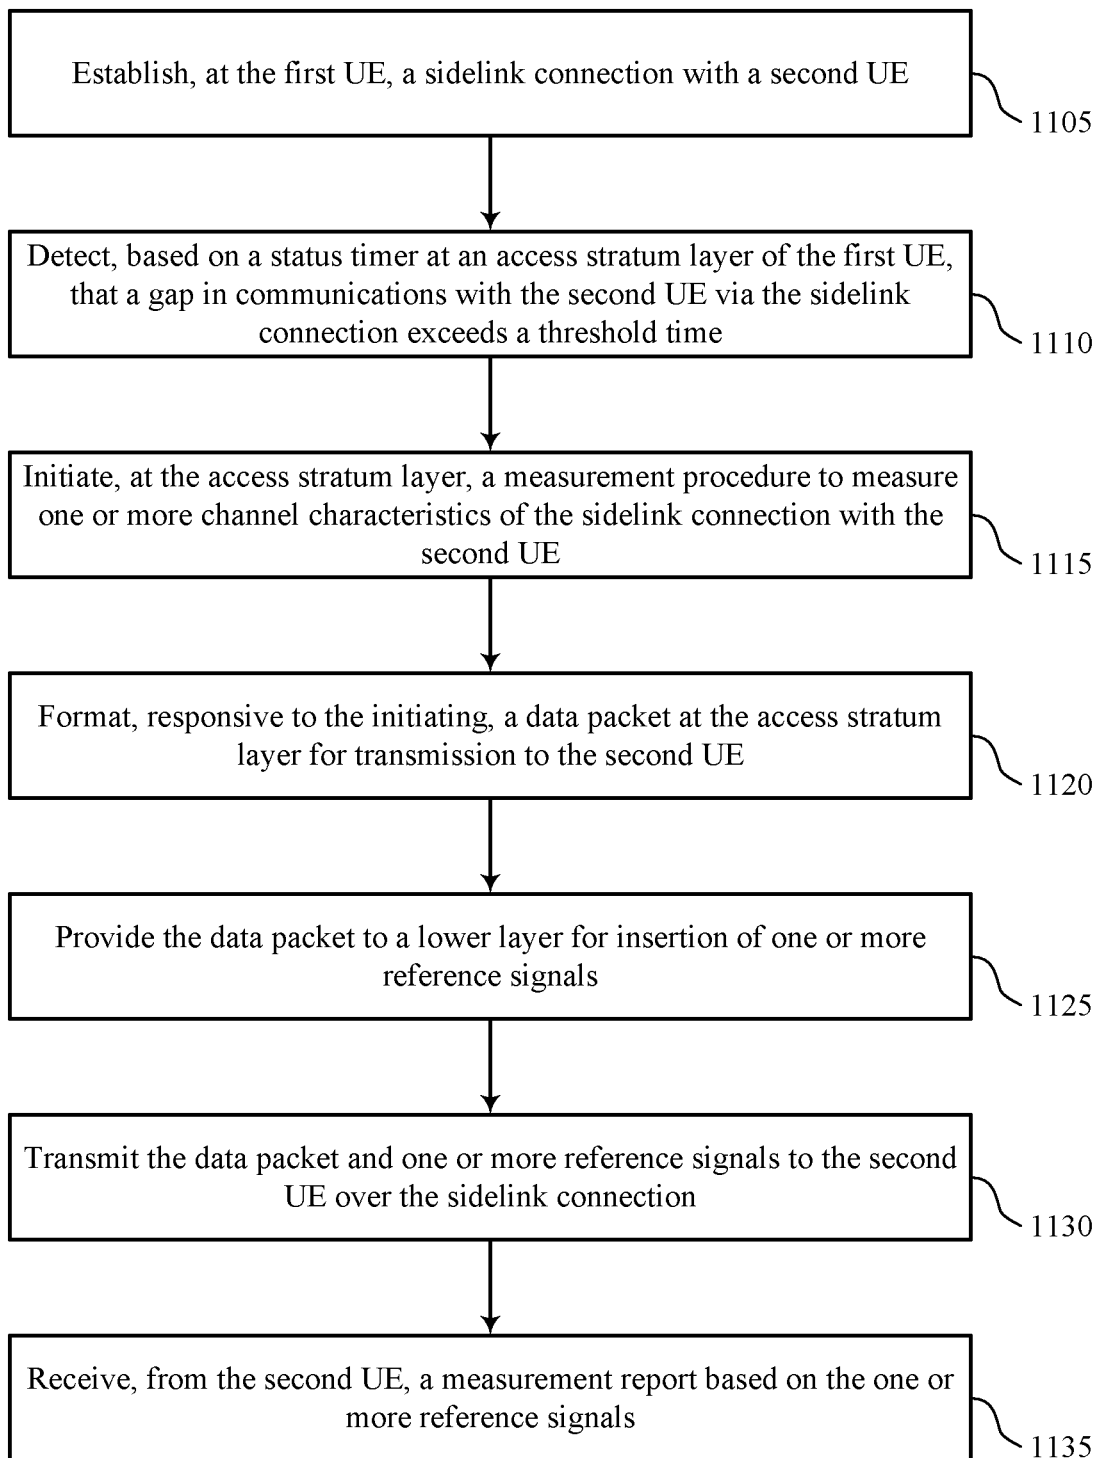 Establish, at the first UE, a sidelink connection with a second UE
1105
Detect, based on a status timer at an access stratum layer of the first UE,
that a gap in communications with the second UE via the sidelink
connection exceeds a threshold time
1110
Initiate, at the access stratum layer, a measurement procedure to measure
one or more channel characteristics of the sidelink connection with the
second UE
1115
Format, responsive to the initiating, a data packet at the access stratum
layer for transmission to the second UE
1120
Provide the data packet to a lower layer for insertion of one or more
reference signals
1125
Transmit the data packet and one or more reference signals to the second
UE over the sidelink connection
1130
Receive, from the second UE, a measurement report based on the one or
more reference signals
1135